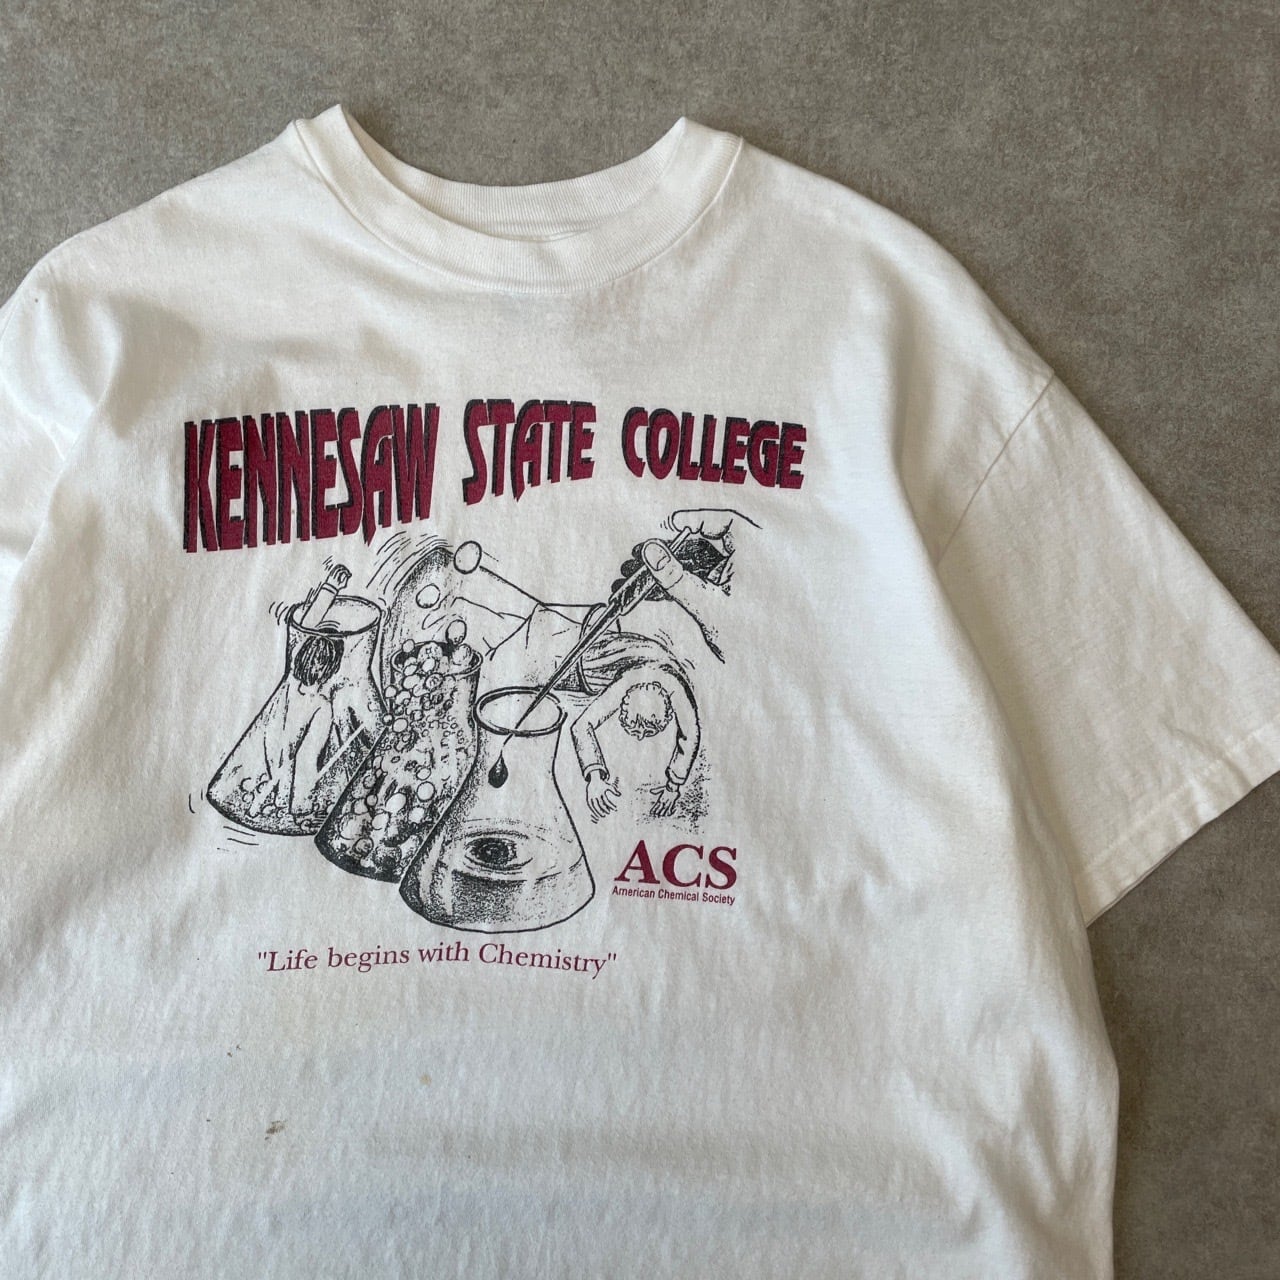 KENNESAW STATE COLLEGE
ACS
American Chemical Society
"Life begins with Chemistry"